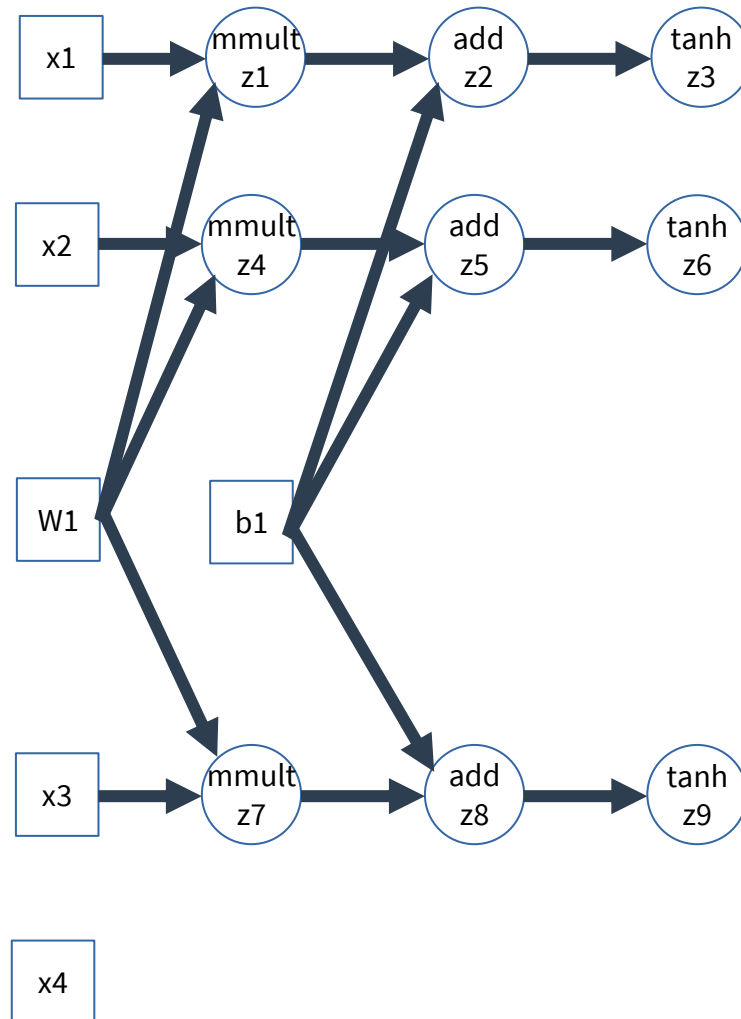 x1
mmult
z1
add
z2
tanh
z3
x2
mmult
z4
add
z5
tanh
z6
W1
b1
x3
mmult
z7
add
z8
tanh
z9
x4